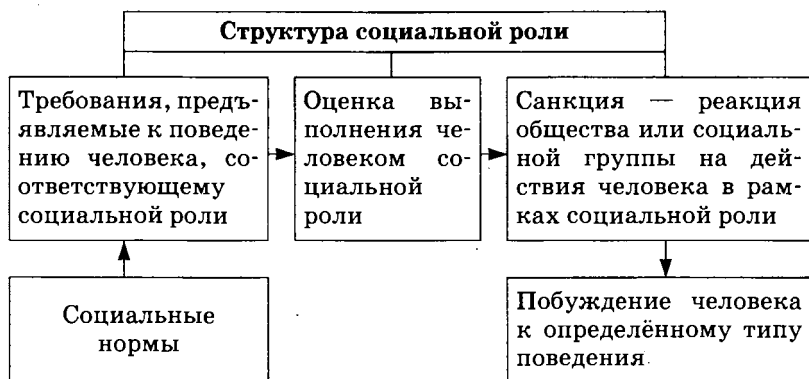 Структура социальной роли
Требования, предъ-
являемые к поведе-
нию человека, со-
ответствующему
социальной роли
Оценка вы-
полнения че-
ловеком со-
циальной
роли
Санкция — реакция
общества или социаль-
ной группы на дей-
ствия человека в рам-
ках социальной роли
Социальные
нормы
Побуждение человека
к определённому типу
поведения